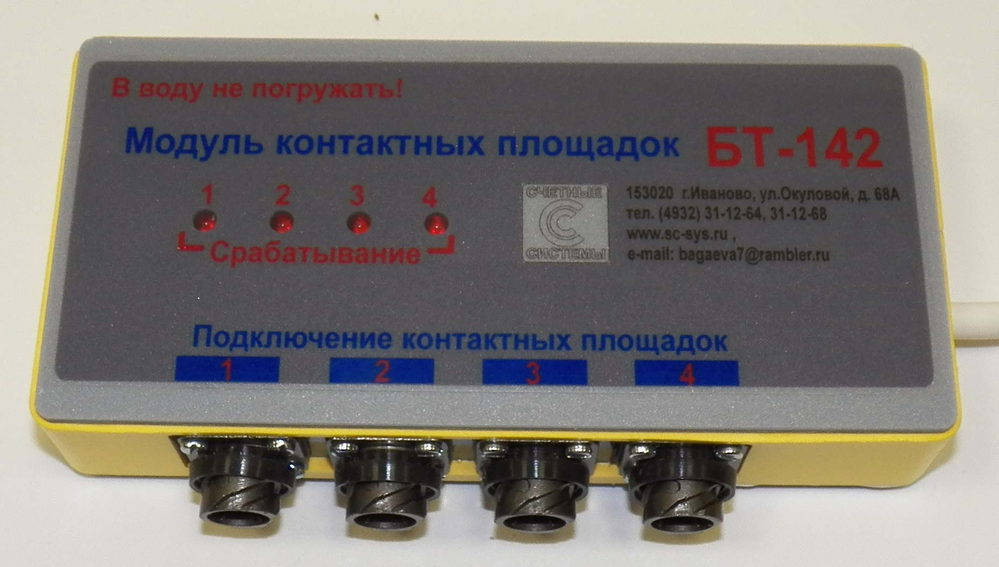 В воду не погружать!
Модуль контактных площадок БТ-142
1 2 3 4
Срабатывание
СЧЕТНЫЕ
СИСТЕМЫ
153020 г.Иваново, ул.Окуловой, д. 68А
тел. (4932) 31-12-64, 31-12-68
www.sc-sys.ru ,
e-mail: bagaeva7@rambler.ru
Подключение контактных площадок
1 2 3 4